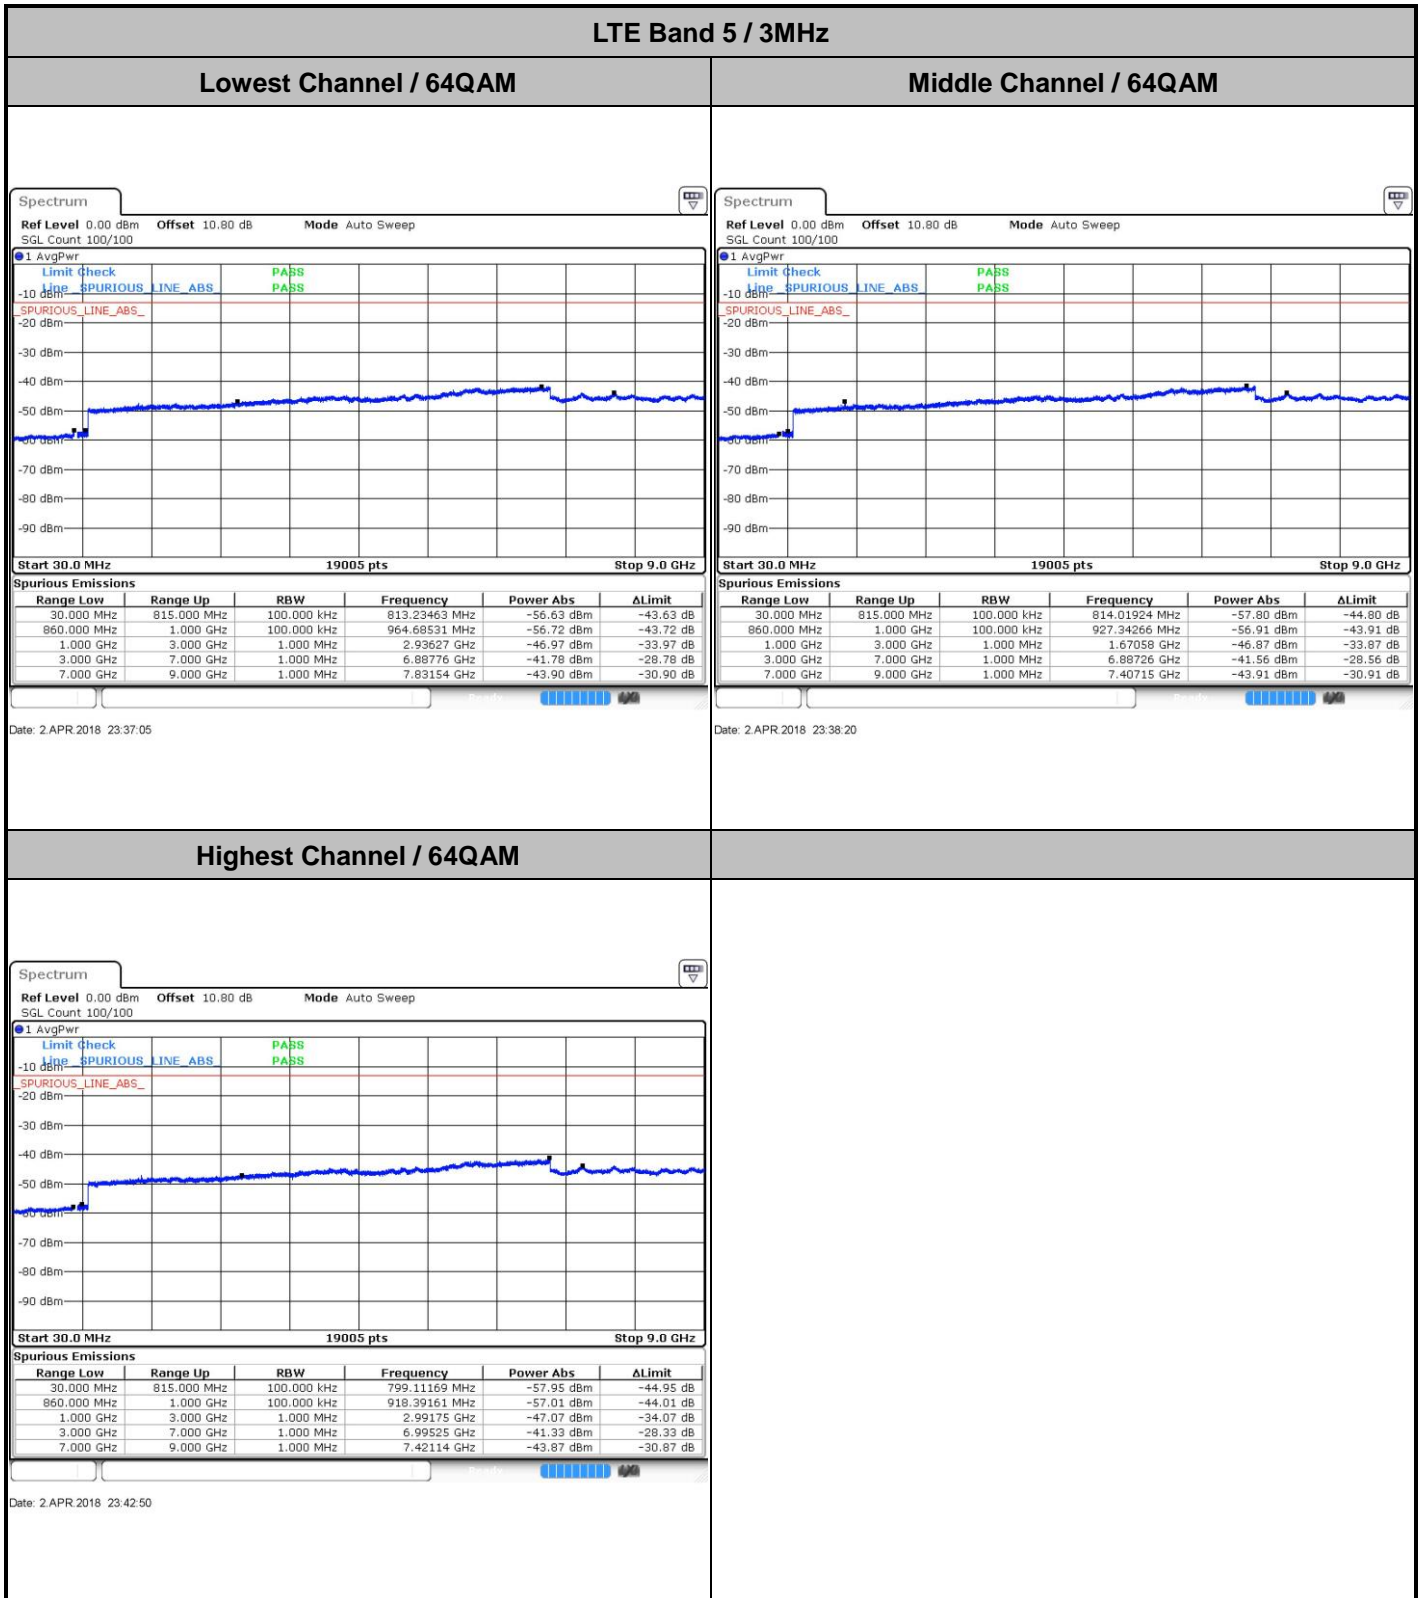 LTE Band 5 / 3MHz
Lowest Channel / 64QAM
Middle Channel / 64QAM
Spectrum
Ref Level 0.00 dBm Offset 10.80 dB Mode Auto Sweep
SGL Count 100/100
1 AvgPwr
Limit Check PASS
Line _SPURIOUS_LINE_ABS_ PASS
-10 dBm
_SPURIOUS_LINE_ABS_
-20 dBm
-30 dBm
-40 dBm
-50 dBm
-60 dBm
-70 dBm
-80 dBm
-90 dBm
Start 30.0 MHz 19005 pts Stop 9.0 GHz
Spurious Emissions
Range Low Range Up RBW Frequency Power Abs ΔLimit
30.000 MHz 815.000 MHz 100.000 kHz 813.23463 MHz -56.63 dBm -43.63 dB
860.000 MHz 1.000 GHz 100.000 kHz 964.68531 MHz -56.72 dBm -43.72 dB
1.000 GHz 3.000 GHz 1.000 MHz 2.93627 GHz -46.97 dBm -33.97 dB
3.000 GHz 7.000 GHz 1.000 MHz 6.88776 GHz -41.78 dBm -28.78 dB
7.000 GHz 9.000 GHz 1.000 MHz 7.83154 GHz -43.90 dBm -30.90 dB
Date: 2.APR.2018 23:37:05
Spectrum
Ref Level 0.00 dBm Offset 10.80 dB Mode Auto Sweep
SGL Count 100/100
1 AvgPwr
Limit Check PASS
Line _SPURIOUS_LINE_ABS_ PASS
-10 dBm
_SPURIOUS_LINE_ABS_
-20 dBm
-30 dBm
-40 dBm
-50 dBm
-60 dBm
-70 dBm
-80 dBm
-90 dBm
Start 30.0 MHz 19005 pts Stop 9.0 GHz
Spurious Emissions
Range Low Range Up RBW Frequency Power Abs ΔLimit
30.000 MHz 815.000 MHz 100.000 kHz 814.01924 MHz -57.80 dBm -44.80 dB
860.000 MHz 1.000 GHz 100.000 kHz 927.34266 MHz -56.91 dBm -43.91 dB
1.000 GHz 3.000 GHz 1.000 MHz 1.67058 GHz -46.87 dBm -33.87 dB
3.000 GHz 7.000 GHz 1.000 MHz 6.88726 GHz -41.56 dBm -28.56 dB
7.000 GHz 9.000 GHz 1.000 MHz 7.40715 GHz -43.91 dBm -30.91 dB
Date: 2.APR.2018 23:38:20
Highest Channel / 64QAM
Spectrum
Ref Level 0.00 dBm Offset 10.80 dB Mode Auto Sweep
SGL Count 100/100
1 AvgPwr
Limit Check PASS
Line _SPURIOUS_LINE_ABS_ PASS
-10 dBm
_SPURIOUS_LINE_ABS_
-20 dBm
-30 dBm
-40 dBm
-50 dBm
-60 dBm
-70 dBm
-80 dBm
-90 dBm
Start 30.0 MHz 19005 pts Stop 9.0 GHz
Spurious Emissions
Range Low Range Up RBW Frequency Power Abs ΔLimit
30.000 MHz 815.000 MHz 100.000 kHz 799.11169 MHz -57.95 dBm -44.95 dB
860.000 MHz 1.000 GHz 100.000 kHz 918.39161 MHz -57.01 dBm -44.01 dB
1.000 GHz 3.000 GHz 1.000 MHz 2.99175 GHz -47.07 dBm -34.07 dB
3.000 GHz 7.000 GHz 1.000 MHz 6.99525 GHz -41.33 dBm -28.33 dB
7.000 GHz 9.000 GHz 1.000 MHz 7.42114 GHz -43.87 dBm -30.87 dB
Date: 2.APR.2018 23:42:50